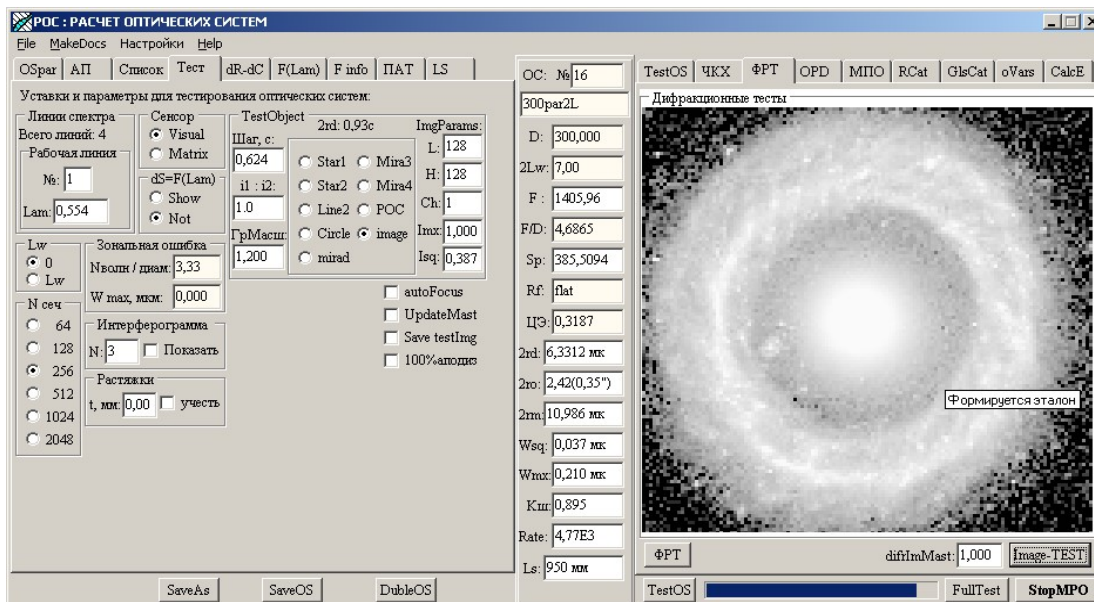 РОС : РАСЧЕТ ОПТИЧЕСКИХ СИСТЕМ
File MakeDocs Настройки Help
OSpar АП Список Тест dR-dC F(Lam) F info ПАТ LS
Уставки и параметры для тестирования оптических систем:
Линии спектра
Всего линий: 4
Рабочая линия
№: 1
Lam: 0,554
Сенсор
Visual
Matrix
dS=F(Lam)
Show
Not
TestObject
2rd: 0,93с
Шаг, с:
0,624
i1 : i2:
1.0
ГрМасш:
1,200
Star1 Mira3
Star2 Mira4
Line2 РОС
Circle image
mirad
ImgParams:
L: 128
H: 128
Ch: 1
Imx: 1,000
Isq: 0,387
Lw
0
Lw
Зональная ошибка
Nволн / диам: 3,33
W max, мкм: 0,000
N сеч
64
128
256
512
1024
2048
Интерферограмма
N: 3 Показать
Растяжки
t, мм: 0,00 учесть
autoFocus
UpdateMast
Save testImg
100%аподиз
SaveAs SaveOS DubleOS
ОС: № 16
300par2L
D: 300,000
2Lw: 7,00
F : 1405,96
F/D: 4,6865
Sp: 385,5094
Rf: flat
ЦЭ: 0,3187
2rd: 6,3312 мк
2ro: 2,42(0,35")
2rm: 10,986 мк
Wsq: 0,037 мк
Wmx: 0,210 мк
Кш: 0,895
Rate: 4,77E3
Ls: 950 мм
TestOS ЧКХ ФРТ OPD МПО RCat GlsCat oVars CalcE
Дифракционные тесты
Формируется эталон
ФРТ diftImMast: 1,000 Image-TEST
TestOS FullTest StopMPO